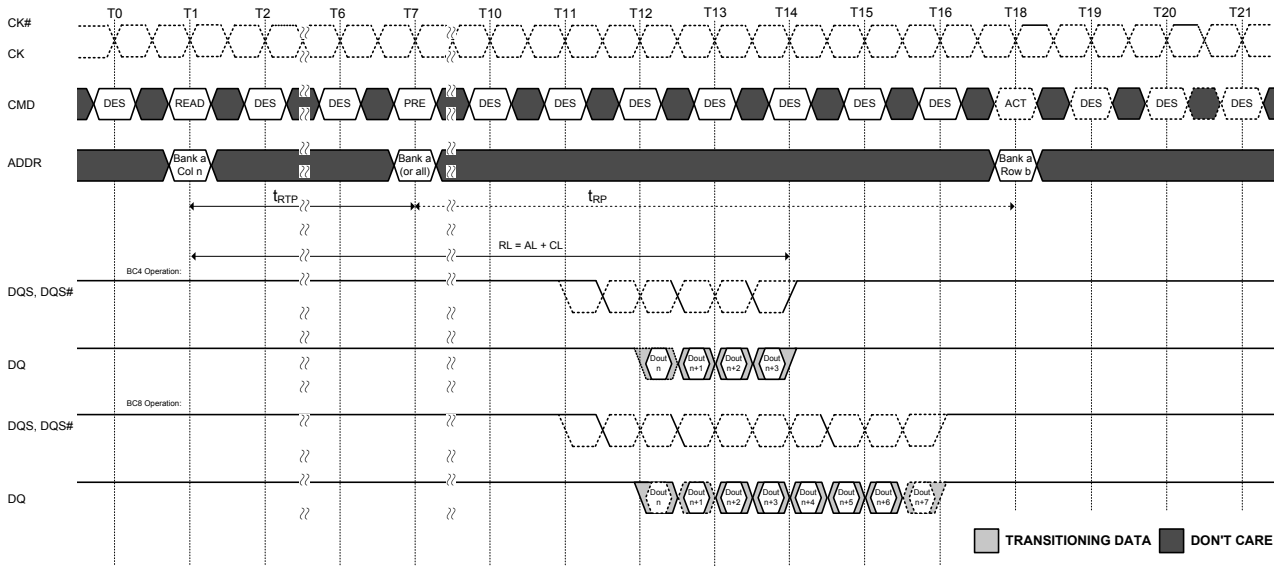 T0 T1 T2 T6 T7 T10 T11 T12 T13 T14 T15 T16 T18 T19 T20 T21
CK#
CK
CMD DES READ DES DES PRE DES DES DES DES DES DES DES ACT DES DES DES
ADDR
Bank a
Col n
Bank a
(or all)
Bank a
Row b
tRTP
tRP
RL = AL + CL
BC4 Operation:
DQS, DQS#
DQ
Dout
n
Dout
n+1
Dout
n+2
Dout
n+3
BC8 Operation:
DQS, DQS#
DQ
Dout
n
Dout
n+1
Dout
n+2
Dout
n+3
Dout
n+4
Dout
n+5
Dout
n+6
Dout
n+7
TRANSITIONING DATA
DON'T CARE